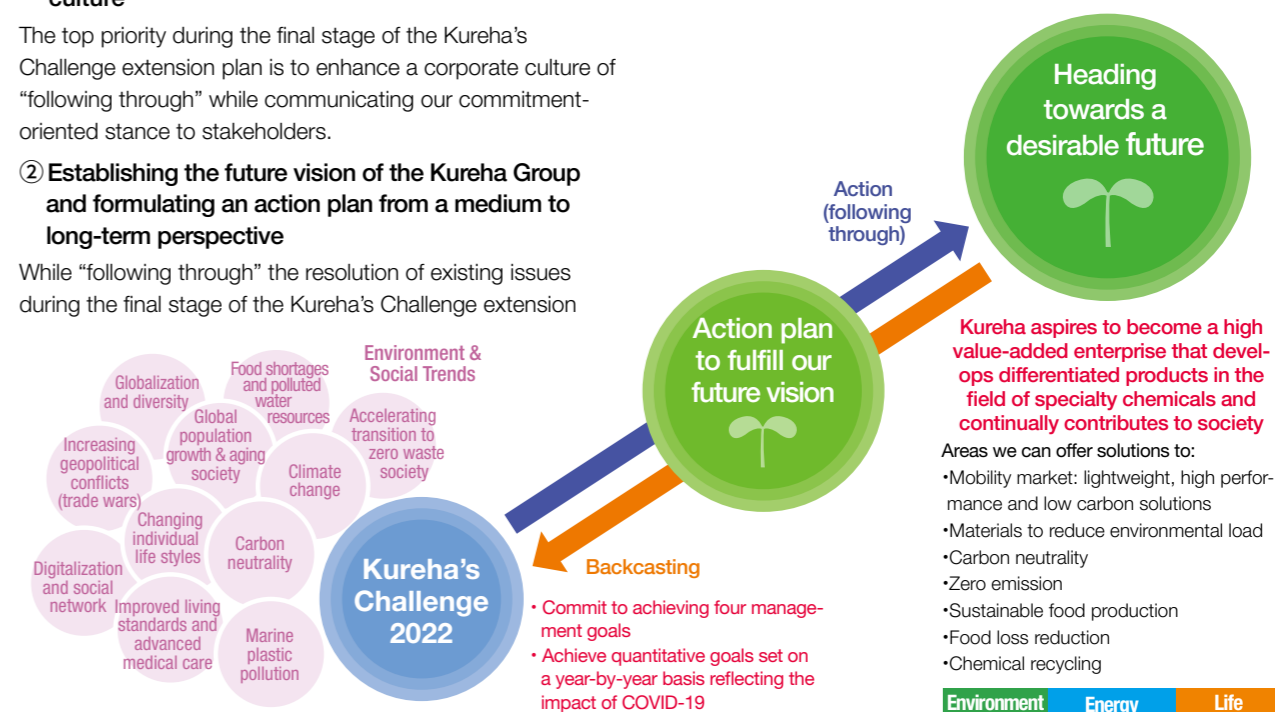 culture
The top priority during the final stage of the Kureha's
Challenge extension plan is to enhance a corporate culture of
“following through” while communicating our commitment-
oriented stance to stakeholders.
② Establishing the future vision of the Kureha Group
and formulating an action plan from a medium to
long-term perspective
While “following through” the resolution of existing issues
during the final stage of the Kureha's Challenge extension
Environment &
Social Trends
Globalization
and diversity
Food shortages
and polluted
water
resources
Global
population
growth & aging
society
Accelerating
transition to
zero waste
society
Increasing
geopolitical
conflicts
(trade wars)
Climate
change
Changing
individual
life styles
Carbon
neutrality
Digitalization
and social
network
Improved living
standards and
advanced
medical care
Marine
plastic
pollution
Kureha's
Challenge
2022
Backcasting
• Commit to achieving four manage-
ment goals
• Achieve quantitative goals set on
a year-by-year basis reflecting the
impact of COVID-19
Action plan
to fulfill our
future vision
Action
(following
through)
Heading
towards a
desirable future
Kureha aspires to become a high
value-added enterprise that devel-
ops differentiated products in the
field of specialty chemicals and
continually contributes to society
Areas we can offer solutions to:
•Mobility market: lightweight, high perfor-
mance and low carbon solutions
•Materials to reduce environmental load
•Carbon neutrality
•Zero emission
•Sustainable food production
•Food loss reduction
•Chemical recycling
Environment Energy Life